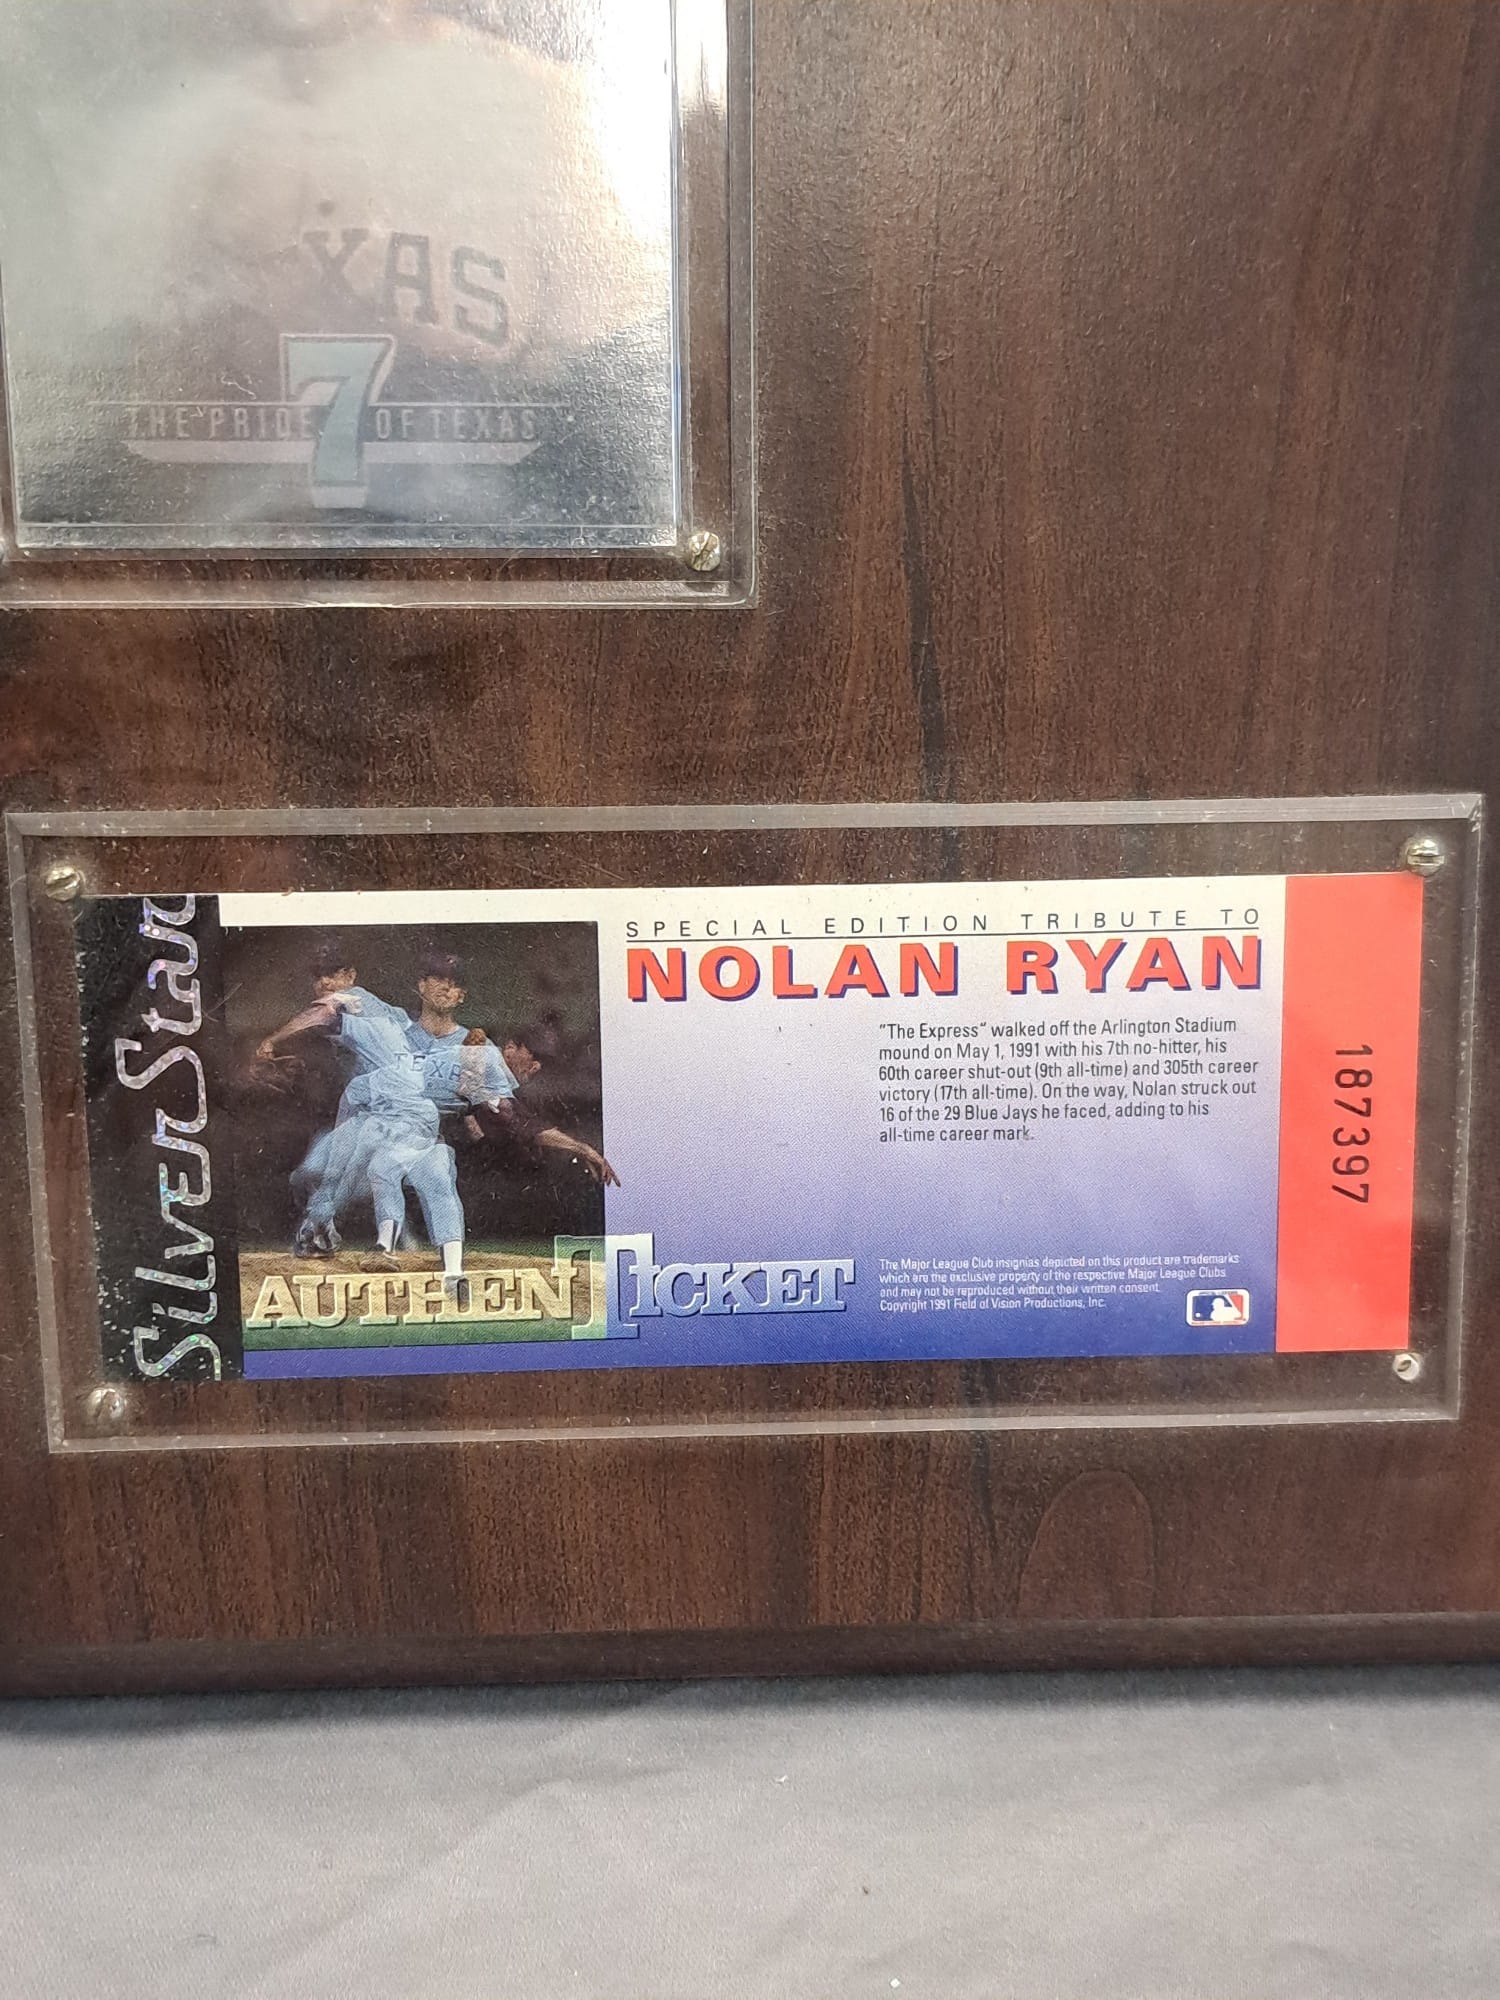 XAS
7
THE PRIDE OF TEXAS
Silver Star
SPECIAL EDITION TRIBUTE TO
NOLAN RYAN
"The Express" walked off the Arlington Stadium
mound on May 1, 1991 with his 7th no-hitter, his
60th career shut-out (9th all-time) and 305th career
victory (17th all-time). On the way, Nolan struck out
16 of the 29 Blue Jays he faced, adding to his
all-time career mark.
TEXA
AUTHENTICKET
The Major League Club insignias depicted on this product are trademarks
which are the exclusive property of the respective Major League Clubs
and may not be reproduced without their written consent.
Copyright 1991 Field of Vision Productions, Inc.
187397